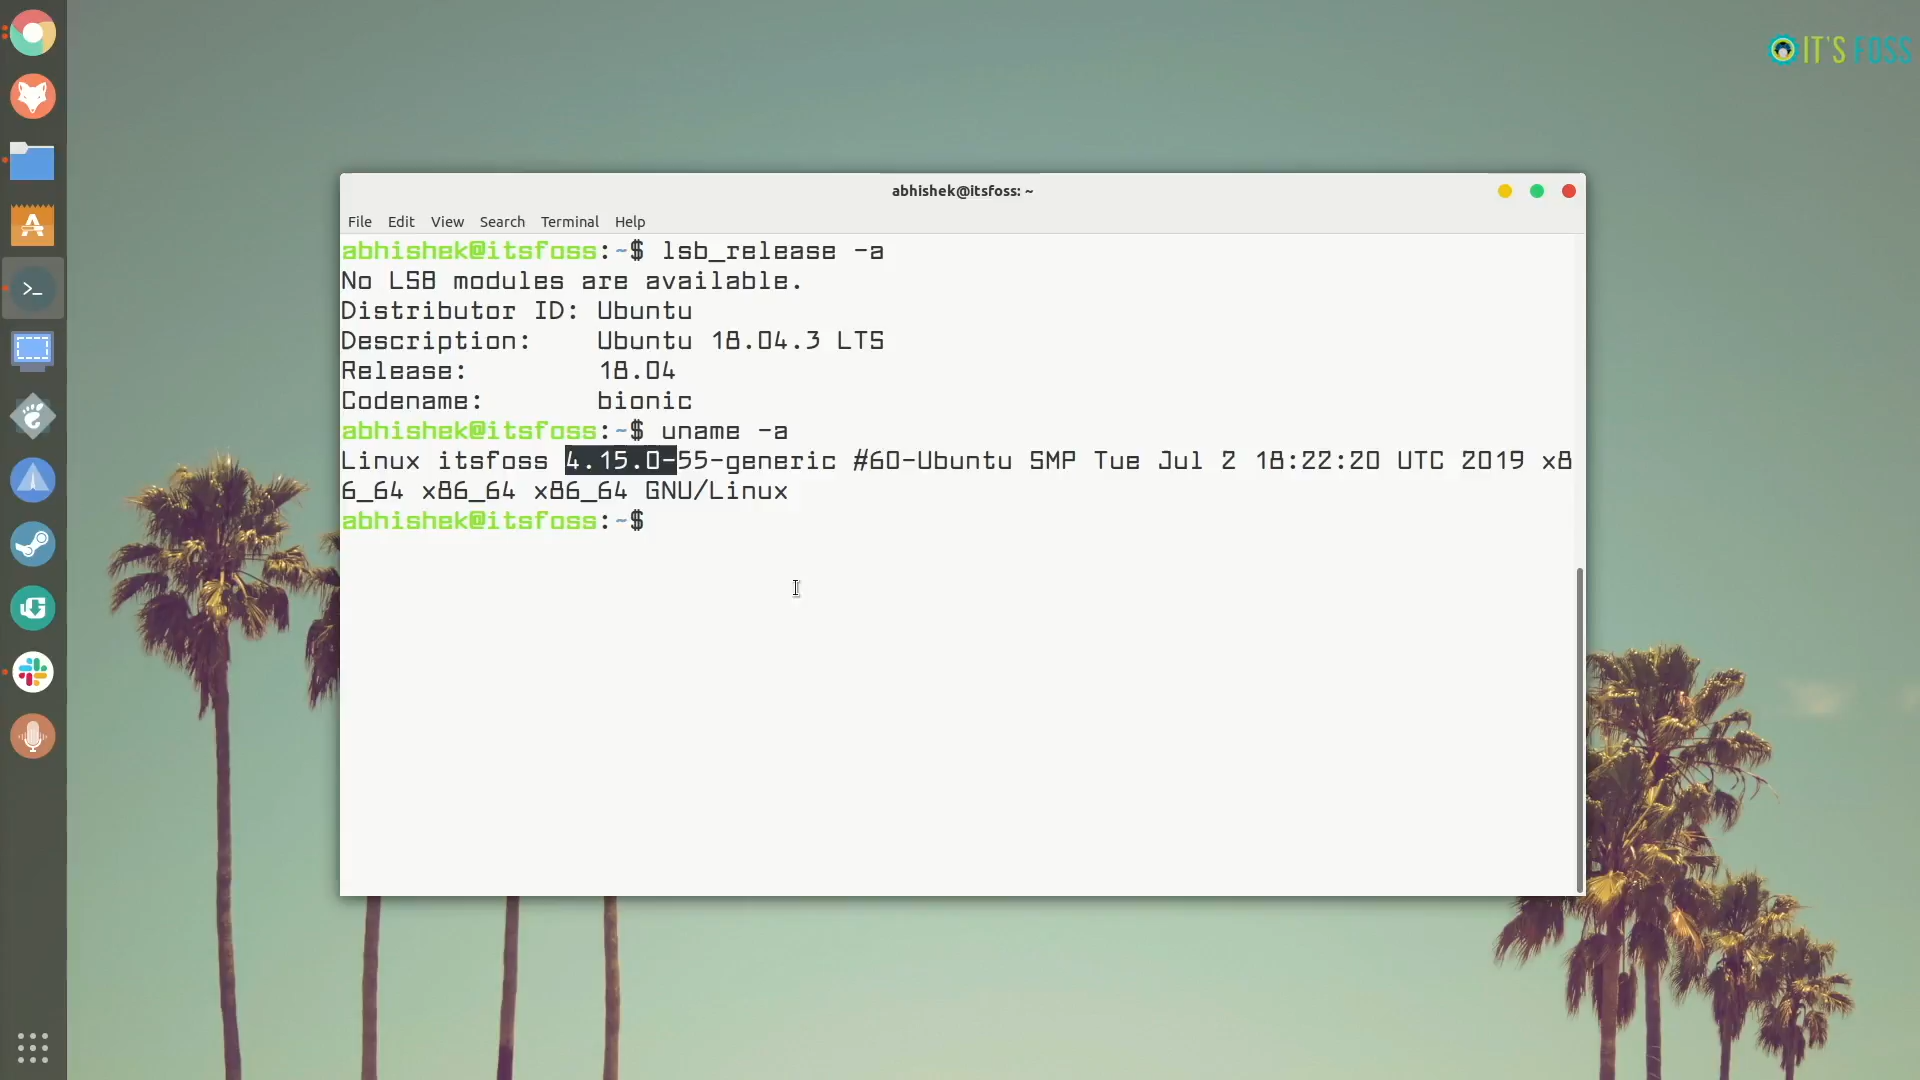 IT'S FOSS
abhishek@itsfoss: ~
File Edit View Search Terminal Help
abhishek@itsfoss:~$ lsb_release -a
No LSB modules are available.
Distributor ID: Ubuntu
Description: Ubuntu 18.04.3 LTS
Release: 18.04
Codename: bionic
abhishek@itsfoss:~$ uname -a
Linux itsfoss 4.15.0-55-generic #60-Ubuntu SMP Tue Jul 2 18:22:20 UTC 2019 x8
6_64 x86_64 x86_64 GNU/Linux
abhishek@itsfoss:~$